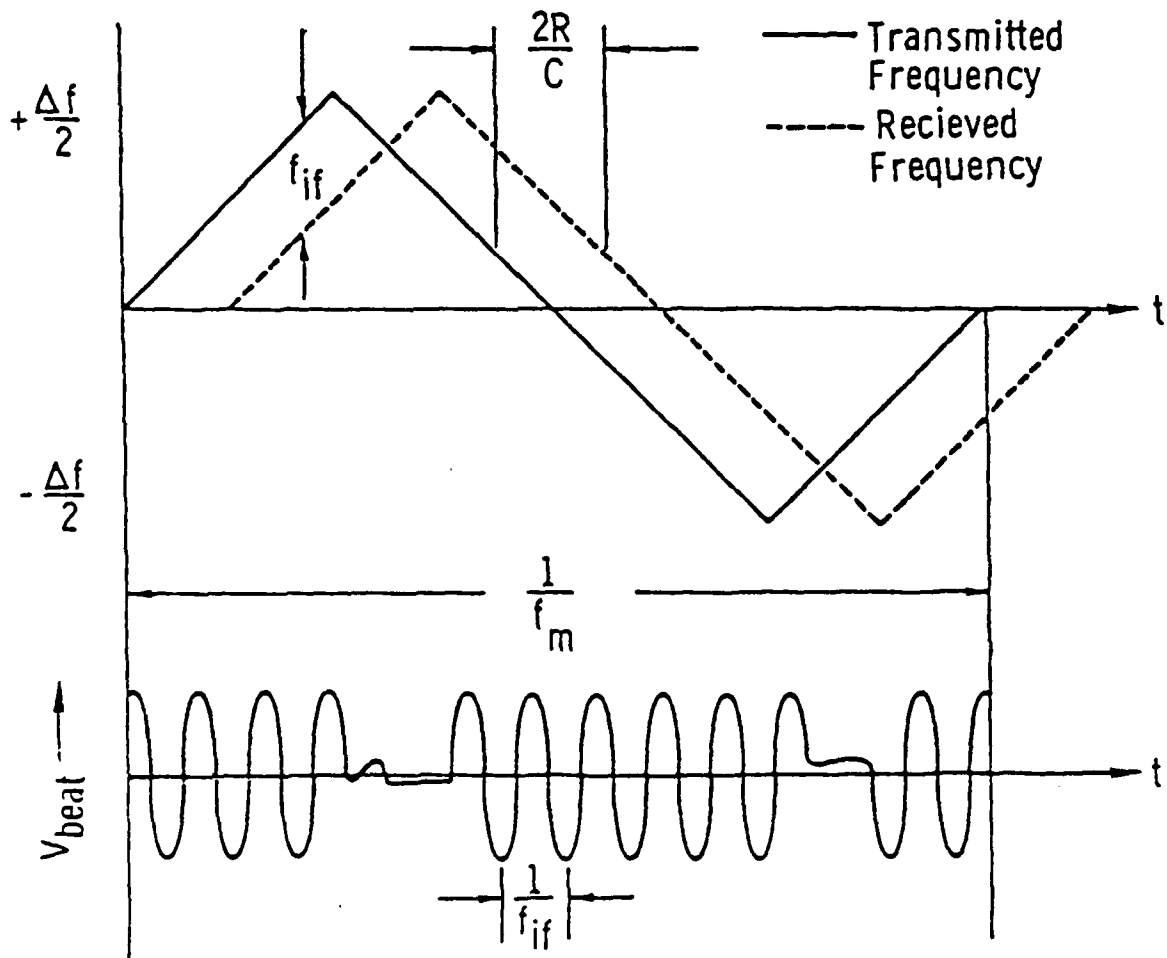 2R
C
Transmitted
Frequency
Recieved
Frequency
+ Δf
2
f_if
t
- Δf
2
1
f_m
V_beat
t
1
f_if